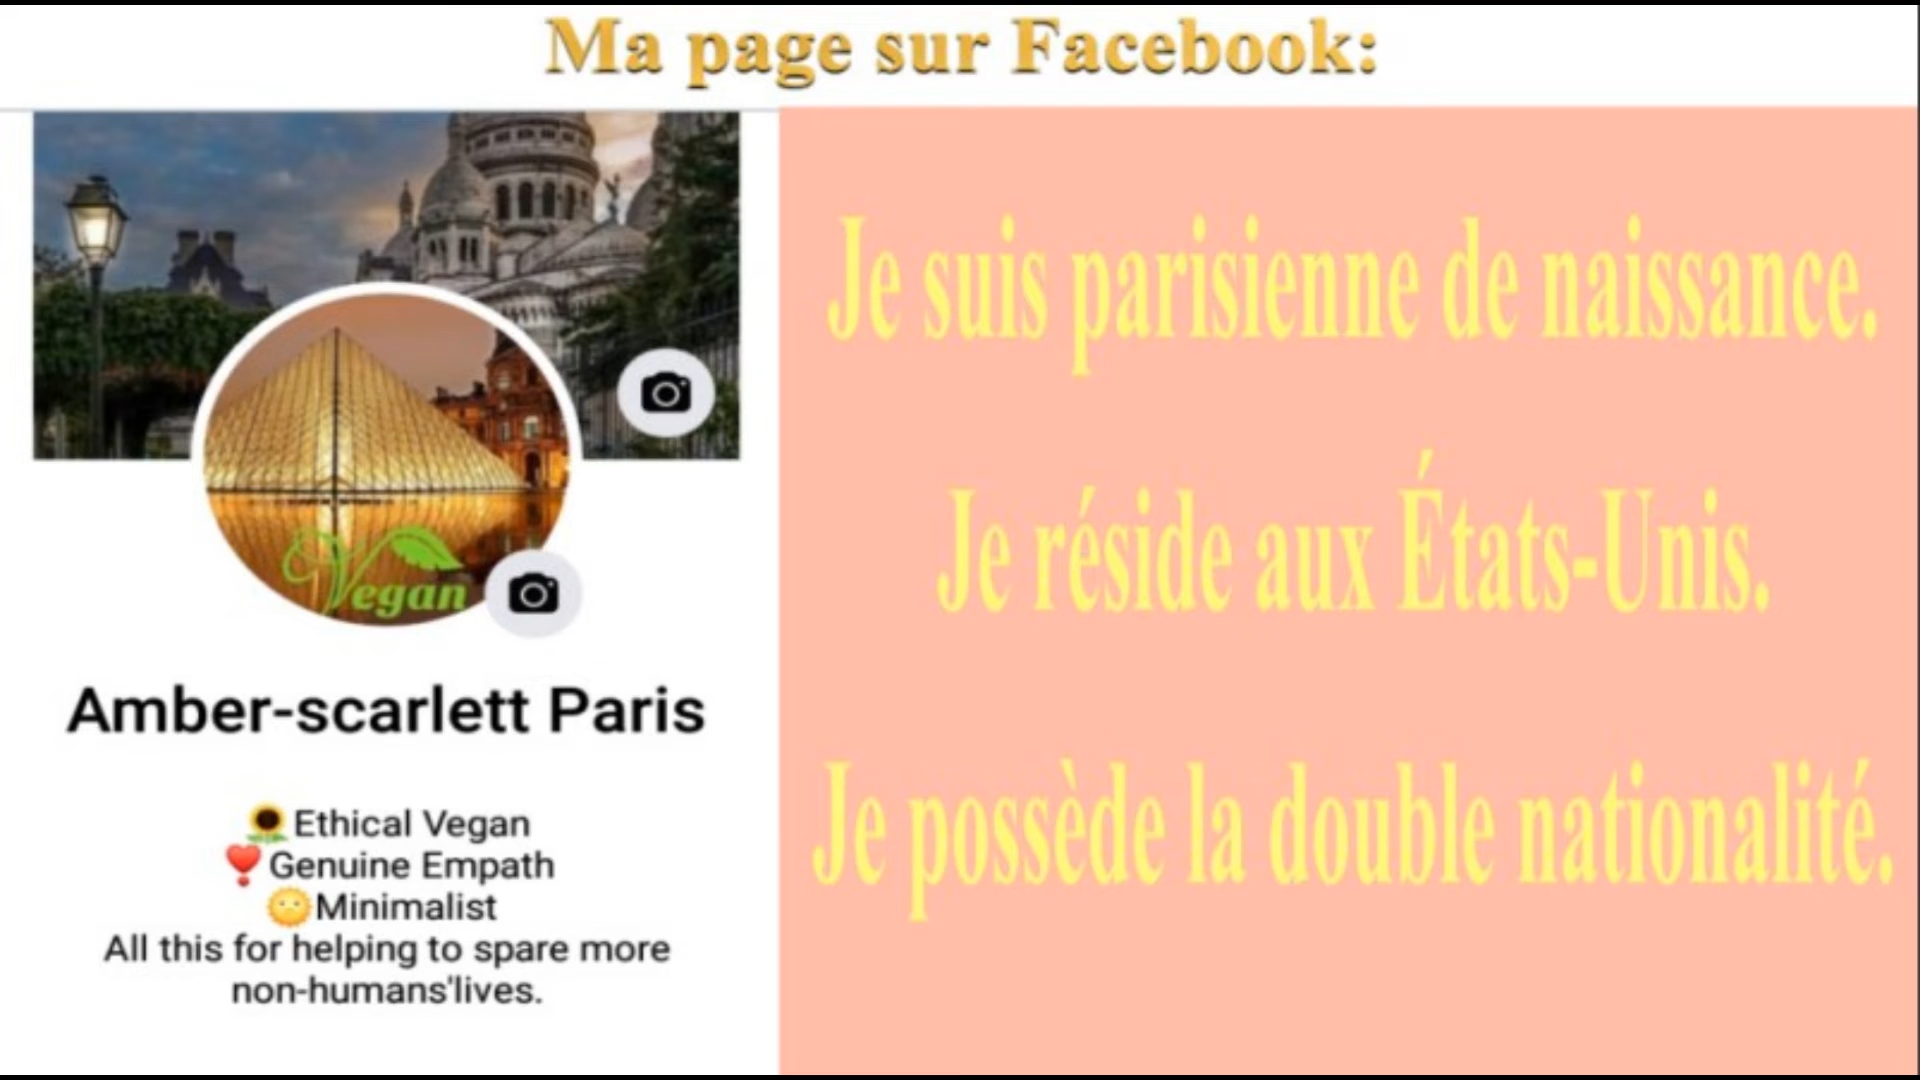 Ma page sur Facebook:
Vegan
Amber-scarlett Paris
🌻Ethical Vegan
❣️Genuine Empath
🌝Minimalist
All this for helping to spare more
non-humans'lives.
Je suis parisienne de naissance.
Je réside aux États-Unis.
Je possède la double nationalité.